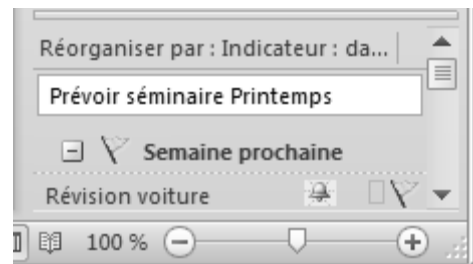 Réorganiser par : Indicateur : da...
Prévoir séminaire Printemps
Semaine prochaine
Révision voiture
100 %